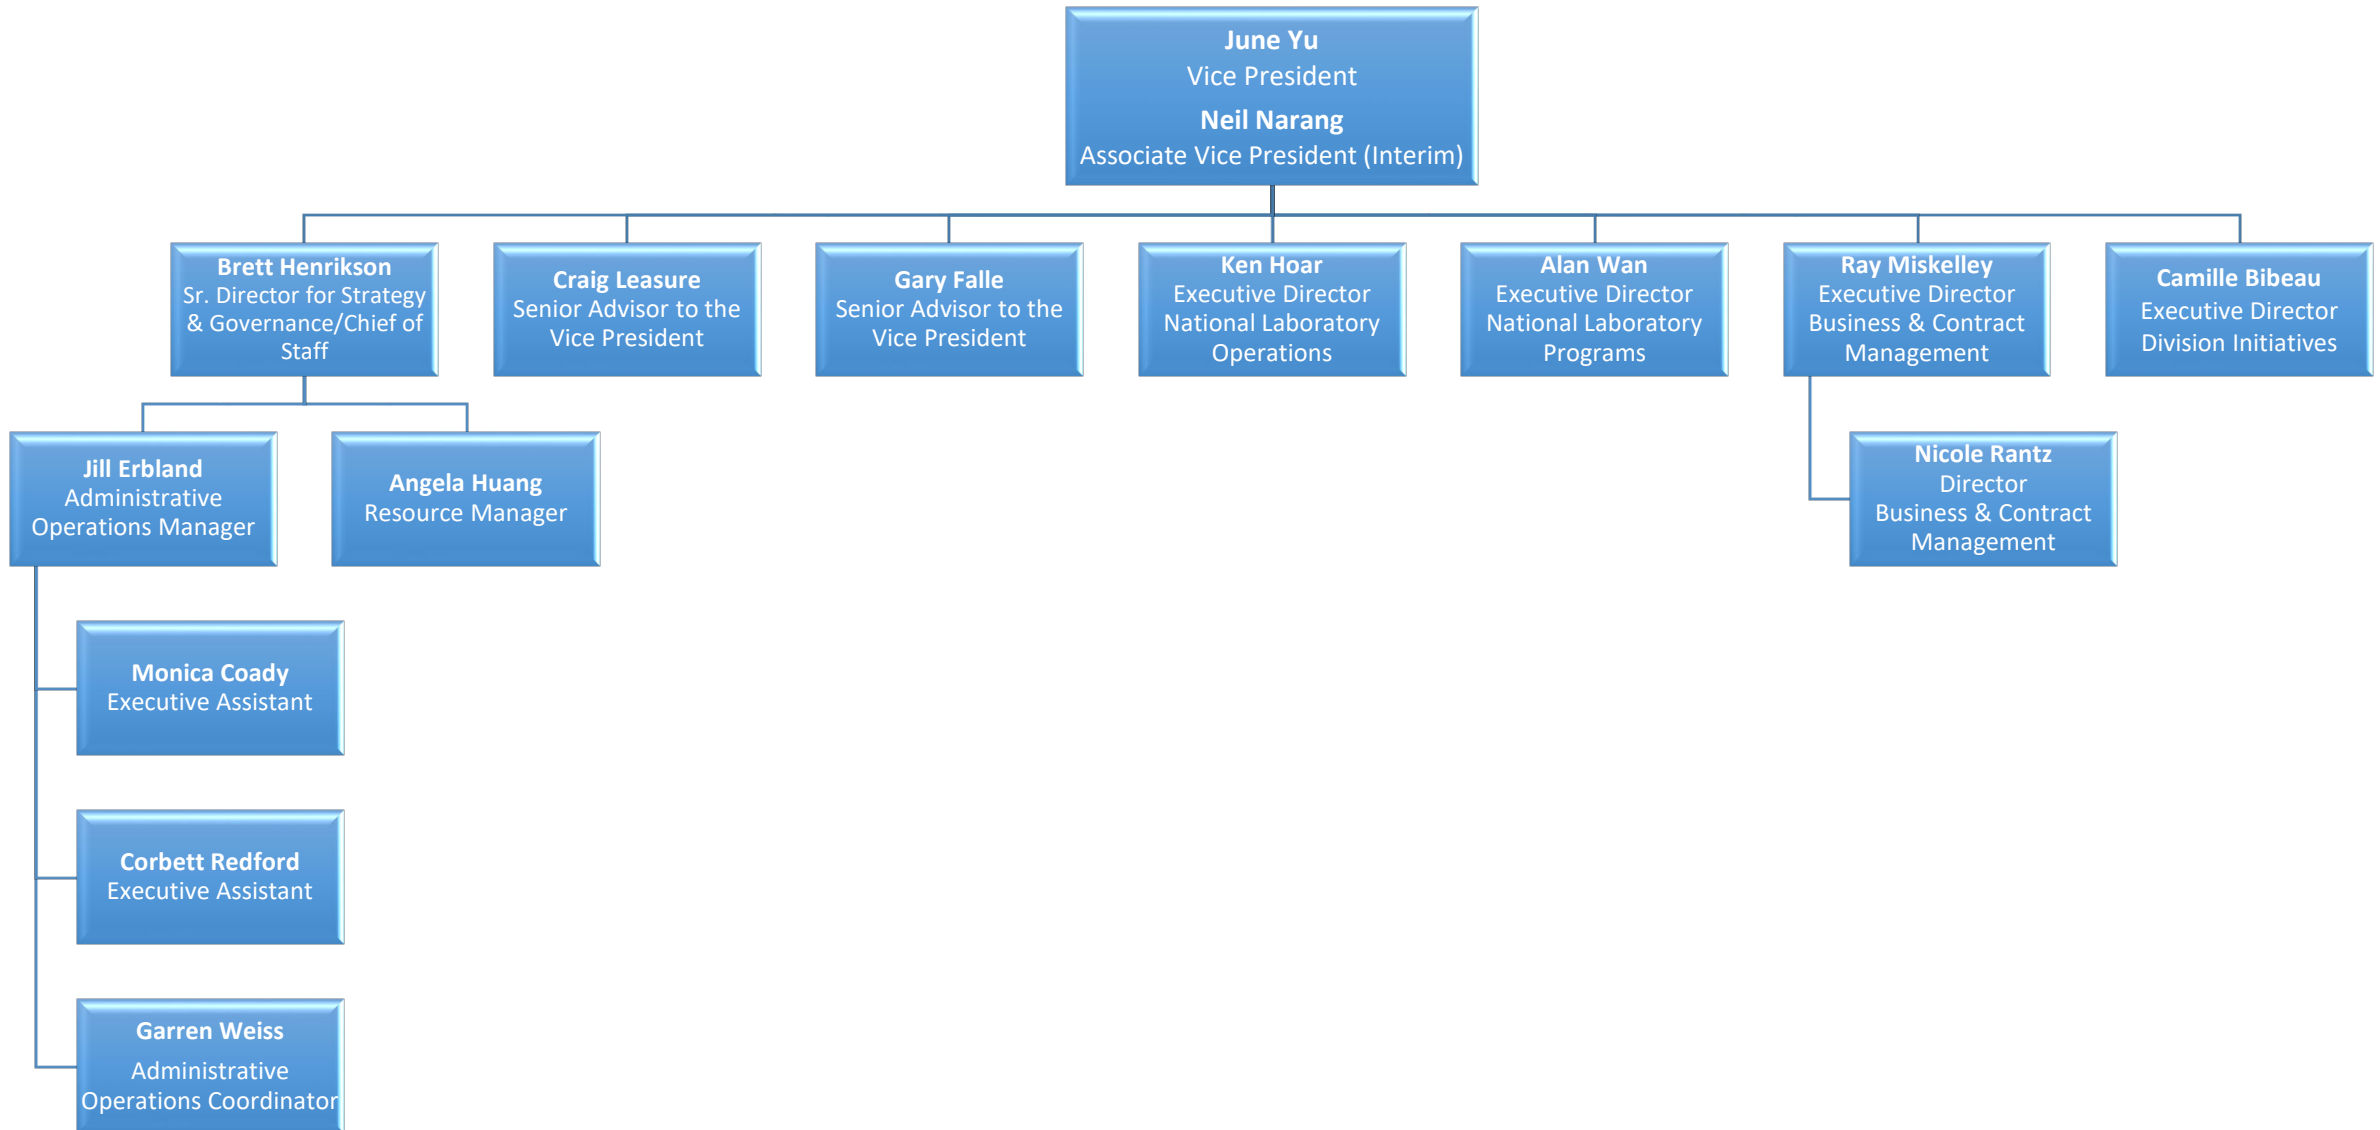 June Yu
Vice President
Neil Narang
Associate Vice President (Interim)
Brett Henrikson
Sr. Director for Strategy
& Governance/Chief of
Staff
Craig Leasure
Senior Advisor to the
Vice President
Gary Falle
Senior Advisor to the
Vice President
Ken Hoar
Executive Director
National Laboratory
Operations
Alan Wan
Executive Director
National Laboratory
Programs
Ray Miskelley
Executive Director
Business & Contract
Management
Camille Bibeau
Executive Director
Division Initiatives
Jill Erbland
Administrative
Operations Manager
Angela Huang
Resource Manager
Nicole Rantz
Director
Business & Contract
Management
Monica Coady
Executive Assistant
Corbett Redford
Executive Assistant
Garren Weiss
Administrative
Operations Coordinator